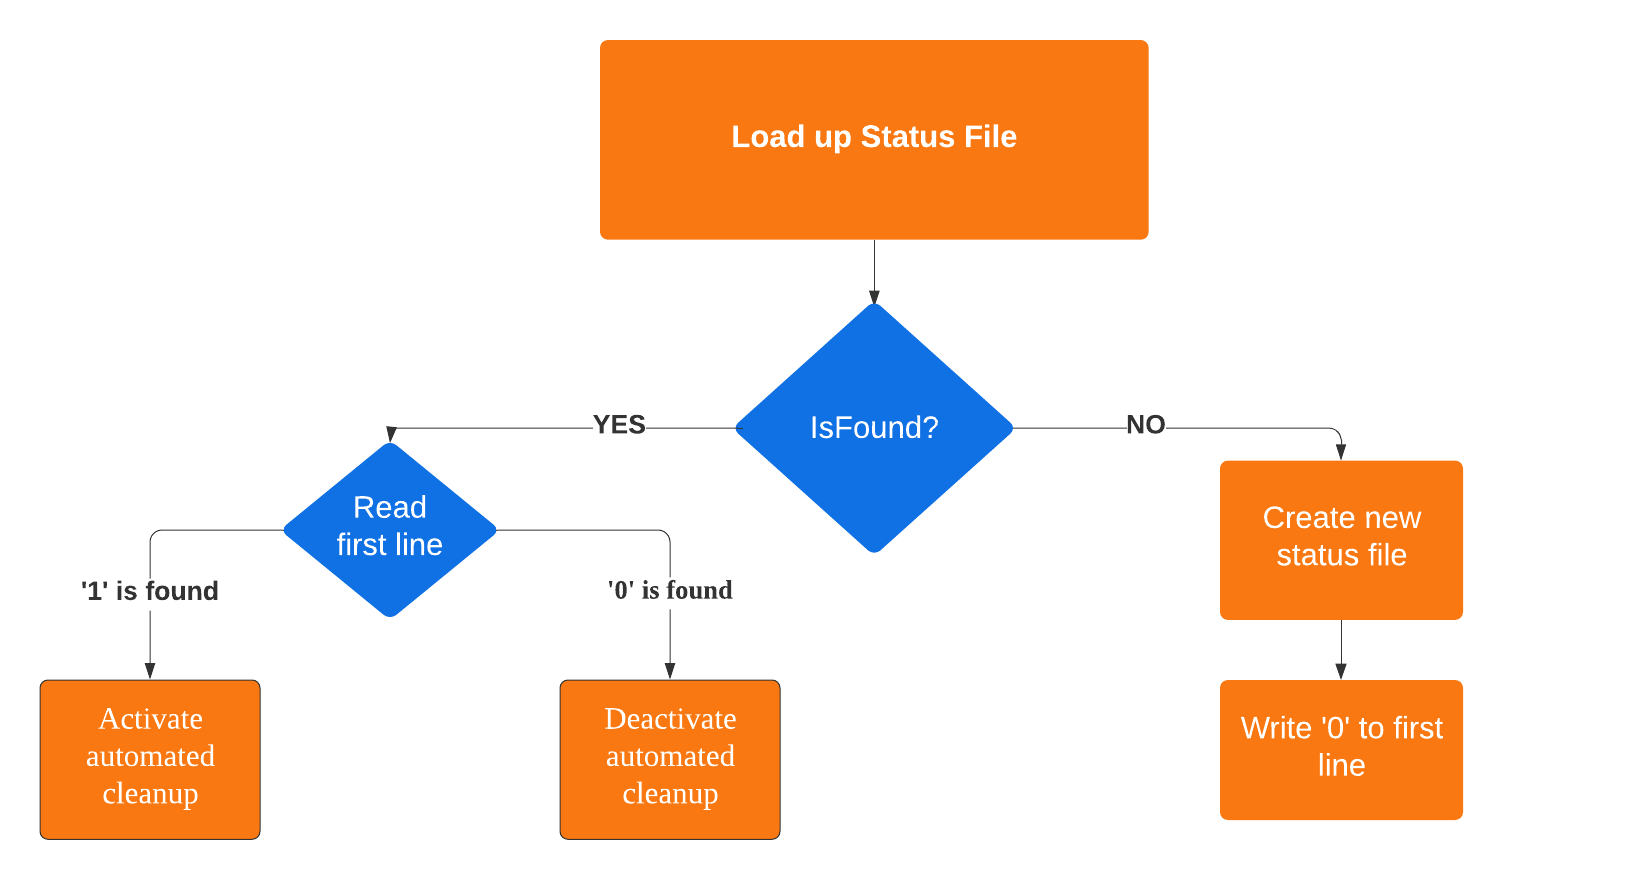 Load up Status File
IsFound?
YES
NO
Read
first line
Create new
status file
'1' is found
'0' is found
Activate
automated
cleanup
Deactivate
automated
cleanup
Write '0' to first
line